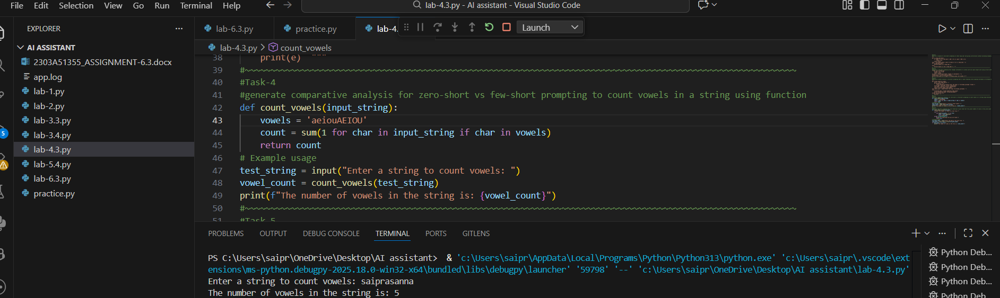 File Edit Selection View Go Run Terminal Help
lab-4.3.py - AI assistant - Visual Studio Code
EXPLORER
AI ASSISTANT
2303A51355_ASSIGNMENT-6.3.docx
app.log
lab-1.py
lab-2.py
lab-3.3.py
lab-3.4.py
lab-4.3.py
lab-5.4.py
lab-6.3.py
practice.py
5
lab-6.3.py practice.py lab-4. Launch
lab-4.3.py > count_vowels
38 print(e) """
39 #~~~~~~~~~~~~~~~~~~~~~~~~~~~~~~~~~~~~~~~~~~~~~~~~~~~~~~~~~~~~~~~~~~~~~~~~~~~~~~~~~~~~~~~~~~~~~~~~~~~~~~~~~~~~
40 #Task-4
41 #generate comparative analysis for zero-short vs few-short prompting to count vowels in a string using function
42 def count_vowels(input_string):
43     vowels = 'aeiouAEIOU'
44     count = sum(1 for char in input_string if char in vowels)
45     return count
46 # Example usage
47 test_string = input("Enter a string to count vowels: ")
48 vowel_count = count_vowels(test_string)
49 print(f"The number of vowels in the string is: {vowel_count}")
50 #~~~~~~~~~~~~~~~~~~~~~~~~~~~~~~~~~~~~~~~~~~~~~~~~~~~~~~~~~~~~~~~~~~~~~~~~~~~~~~~~~~~~~~~~~~~~~~~~~~~~~~~~~~~~
51 #Task-5
PROBLEMS OUTPUT DEBUG CONSOLE TERMINAL PORTS GITLENS
PS C:\Users\saipr\OneDrive\Desktop\AI assistant>  & 'c:\Users\saipr\AppData\Local\Programs\Python\Python313\python.exe' 'c:\Users\saipr\.vscode\ext
ensions\ms-python.debugpy-2025.18.0-win32-x64\bundled\libs\debugpy\launcher' '59798' '--' 'c:\Users\saipr\OneDrive\Desktop\AI assistant\lab-4.3.py'
Enter a string to count vowels: saiprasanna
The number of vowels in the string is: 5
Python Deb...
Python Deb...
Python Deb...
Python Deb...